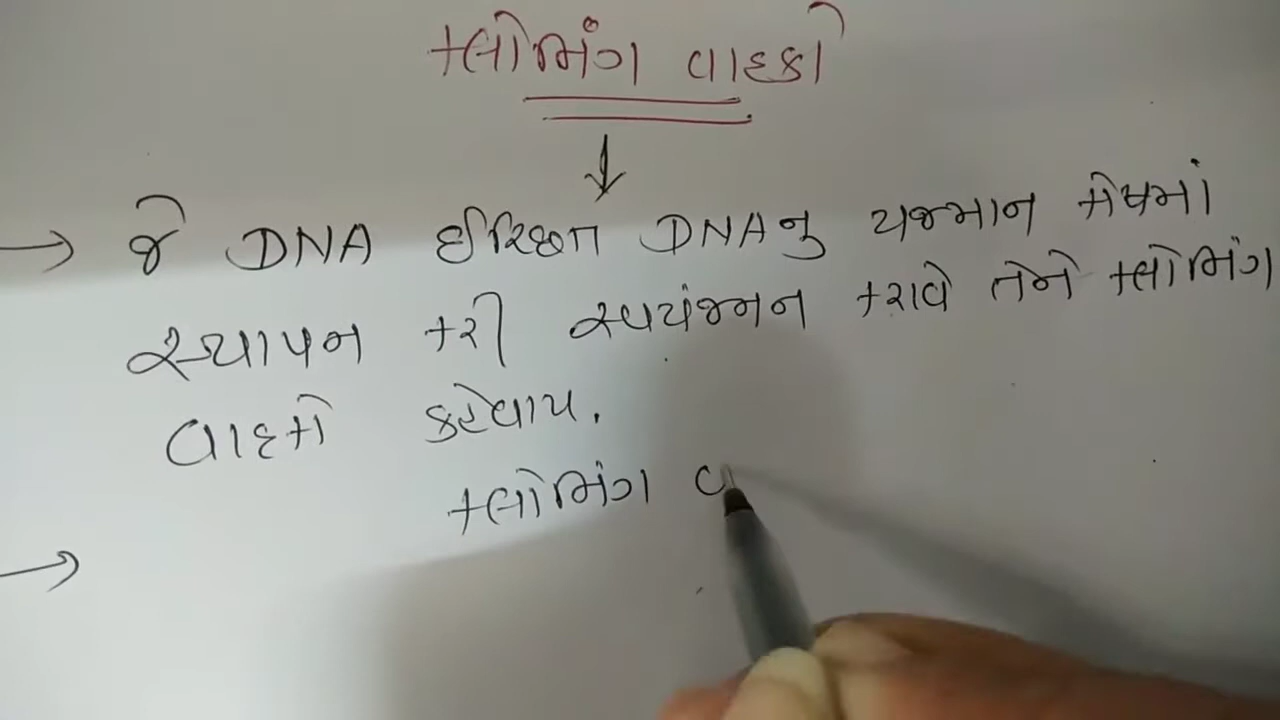 ક્લોનિંગ વાહકો
જે DNA ઈચ્છિત DNAનુ યજમાન કોષમાં
સ્થાપન કરી સ્વયંજનન કરાવે તેને ક્લોનિંગ
વાહકો કહેવાય.
ક્લોનિંગ